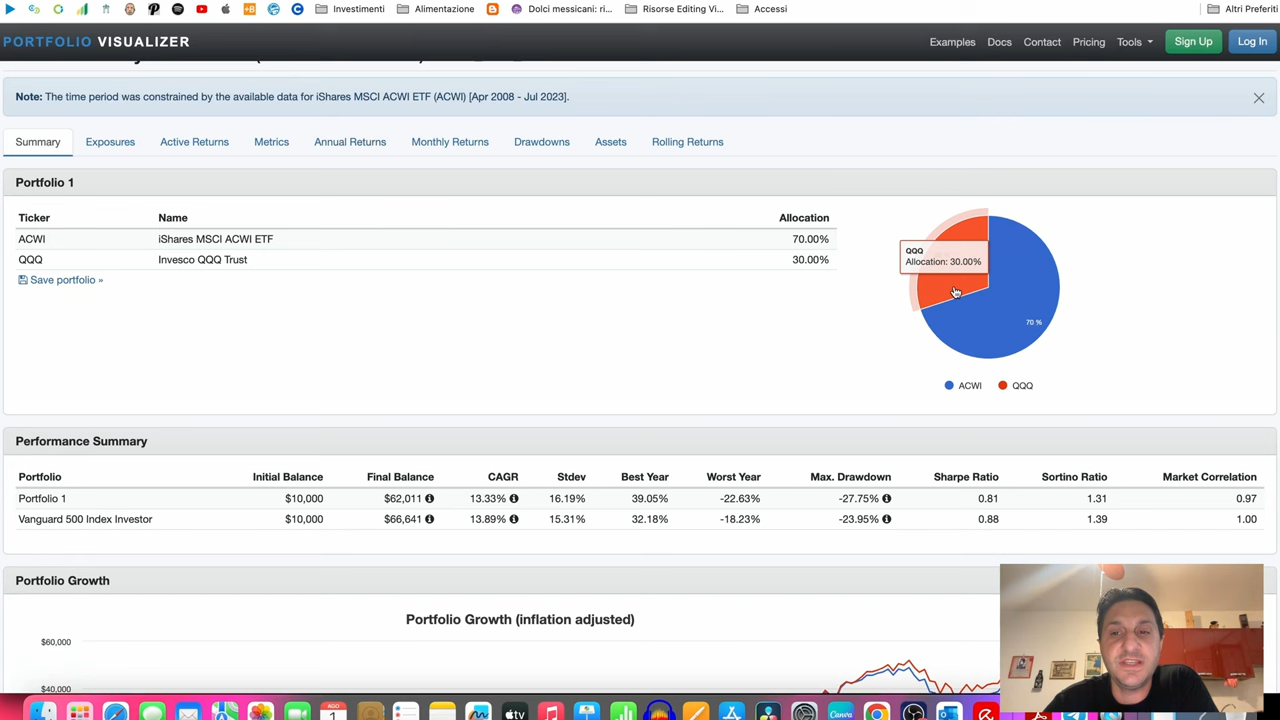 Investimenti Alimentazione Dolci messicani: ri... Risorse Editing Vi... Accessi Altri Preferiti
PORTFOLIO VISUALIZER Examples Docs Contact Pricing Tools Sign Up Log In
Note: The time period was constrained by the available data for iShares MSCI ACWI ETF (ACWI) [Apr 2008 - Jul 2023].
Summary Exposures Active Returns Metrics Annual Returns Monthly Returns Drawdowns Assets Rolling Returns
Portfolio 1
Ticker Name Allocation
ACWI iShares MSCI ACWI ETF 70.00%
QQQ Invesco QQQ Trust 30.00%
Save portfolio »
QQQ
Allocation: 30.00%
70 %
ACWI QQQ
Performance Summary
Portfolio Initial Balance Final Balance CAGR Stdev Best Year Worst Year Max. Drawdown Sharpe Ratio Sortino Ratio Market Correlation
Portfolio 1 $10,000 $62,011 13.33% 16.19% 39.05% -22.63% -27.75% 0.81 1.31 0.97
Vanguard 500 Index Investor $10,000 $66,641 13.89% 15.31% 32.18% -18.23% -23.95% 0.88 1.39 1.00
Portfolio Growth
Portfolio Growth (inflation adjusted)
$60,000
$40,000
AGO
1